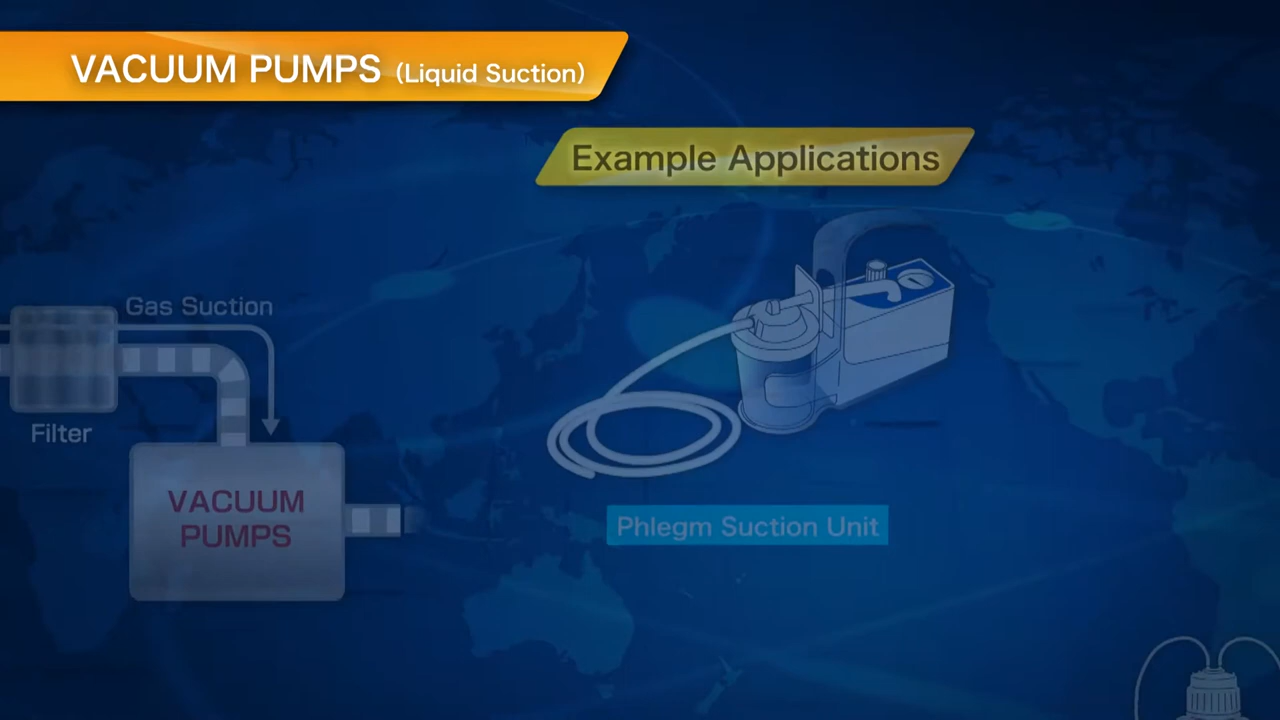 VACUUM PUMPS (Liquid Suction)
Example Applications
Gas Suction
Filter
VACUUM
PUMPS
Phlegm Suction Unit